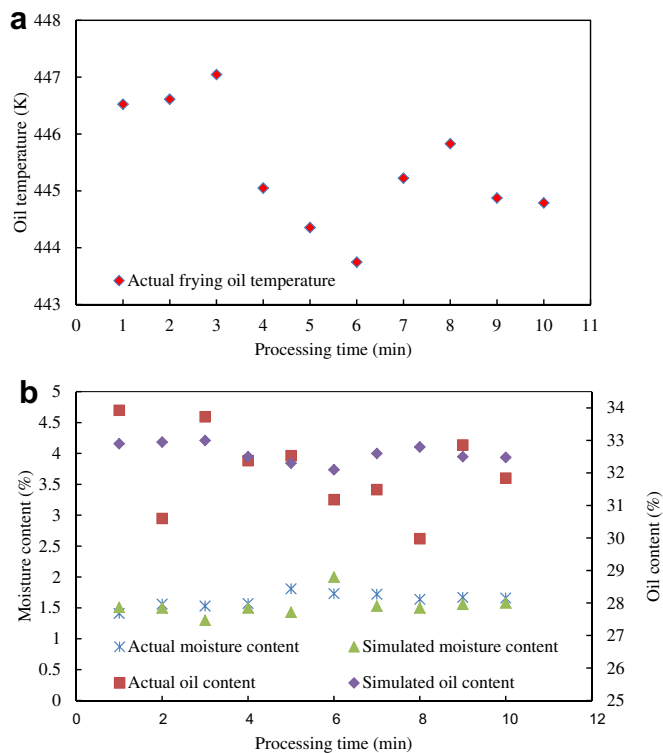 a
448
447
446
445
444
443
Oil temperature (K)
Actual frying oil temperature
0 1 2 3 4 5 6 7 8 9 10 11
Processing time (min)
b
5
4.5
4
3.5
3
2.5
2
1.5
1
0.5
0
Moisture content (%)
34
33
32
31
30
29
28
27
26
25
Oil content (%)
Actual moisture content Simulated moisture content
Actual oil content Simulated oil content
0 2 4 6 8 10 12
Processing time (min)